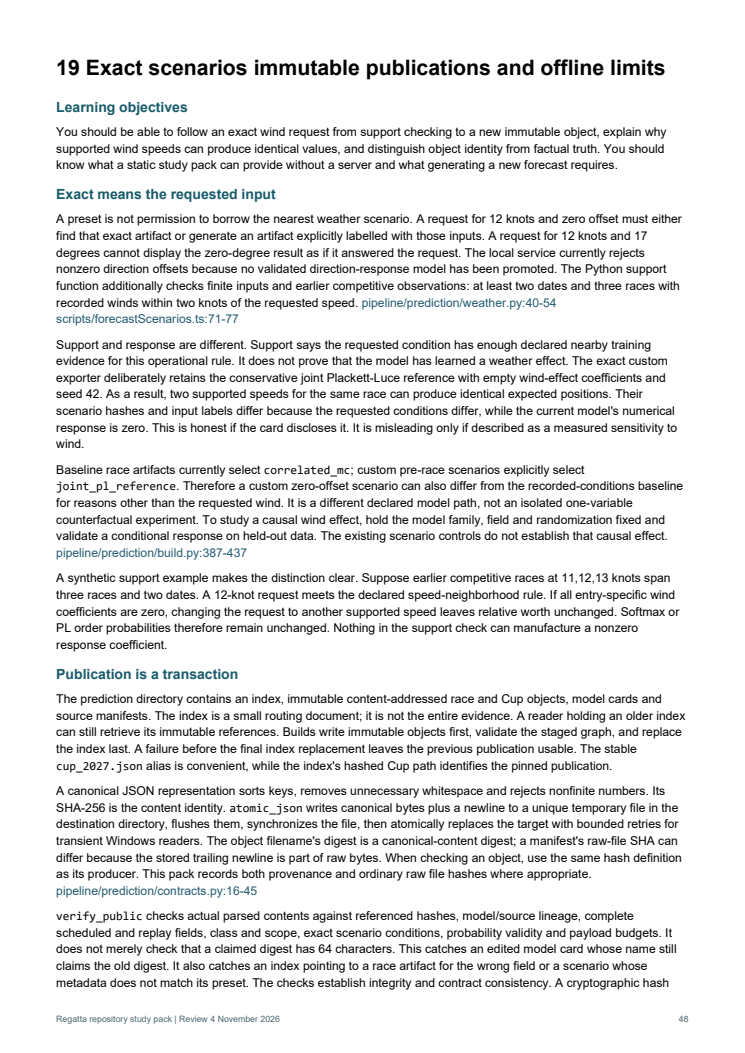 19 Exact scenarios immutable publications and offline limits
Learning objectives
You should be able to follow an exact wind request from support checking to a new immutable object, explain why
supported wind speeds can produce identical values, and distinguish object identity from factual truth. You should
know what a static study pack can provide without a server and what generating a new forecast requires.
Exact means the requested input
A preset is not permission to borrow the nearest weather scenario. A request for 12 knots and zero offset must either
find that exact artifact or generate an artifact explicitly labelled with those inputs. A request for 12 knots and 17
degrees cannot display the zero-degree result as if it answered the request. The local service currently rejects
nonzero direction offsets because no validated direction-response model has been promoted. The Python support
function additionally checks finite inputs and earlier competitive observations: at least two dates and three races with
recorded winds within two knots of the requested speed. pipeline/prediction/weather.py:40-54
scripts/forecastScenarios.ts:71-77
Support and response are different. Support says the requested condition has enough declared nearby training
evidence for this operational rule. It does not prove that the model has learned a weather effect. The exact custom
exporter deliberately retains the conservative joint Plackett-Luce reference with empty wind-effect coefficients and
seed 42. As a result, two supported speeds for the same race can produce identical expected positions. Their
scenario hashes and input labels differ because the requested conditions differ, while the current model's numerical
response is zero. This is honest if the card discloses it. It is misleading only if described as a measured sensitivity to
wind.
Baseline race artifacts currently select correlated_mc; custom pre-race scenarios explicitly select
joint_pl_reference. Therefore a custom zero-offset scenario can also differ from the recorded-conditions baseline
for reasons other than the requested wind. It is a different declared model path, not an isolated one-variable
counterfactual experiment. To study a causal wind effect, hold the model family, field and randomization fixed and
validate a conditional response on held-out data. The existing scenario controls do not establish that causal effect.
pipeline/prediction/build.py:387-437
A synthetic support example makes the distinction clear. Suppose earlier competitive races at 11,12,13 knots span
three races and two dates. A 12-knot request meets the declared speed-neighborhood rule. If all entry-specific wind
coefficients are zero, changing the request to another supported speed leaves relative worth unchanged. Softmax or
PL order probabilities therefore remain unchanged. Nothing in the support check can manufacture a nonzero
response coefficient.
Publication is a transaction
The prediction directory contains an index, immutable content-addressed race and Cup objects, model cards and
source manifests. The index is a small routing document; it is not the entire evidence. A reader holding an older index
can still retrieve its immutable references. Builds write immutable objects first, validate the staged graph, and replace
the index last. A failure before the final index replacement leaves the previous publication usable. The stable
cup_2027.json alias is convenient, while the index's hashed Cup path identifies the pinned publication.
A canonical JSON representation sorts keys, removes unnecessary whitespace and rejects nonfinite numbers. Its
SHA-256 is the content identity. atomic_json writes canonical bytes plus a newline to a unique temporary file in the
destination directory, flushes them, synchronizes the file, then atomically replaces the target with bounded retries for
transient Windows readers. The object filename's digest is a canonical-content digest; a manifest's raw-file SHA can
differ because the stored trailing newline is part of raw bytes. When checking an object, use the same hash definition
as its producer. This pack records both provenance and ordinary raw file hashes where appropriate.
pipeline/prediction/contracts.py:16-45
verify_public checks actual parsed contents against referenced hashes, model/source lineage, complete
scheduled and replay fields, class and scope, exact scenario conditions, probability validity and payload budgets. It
does not merely check that a claimed digest has 64 characters. This catches an edited model card whose name still
claims the old digest. It also catches an index pointing to a race artifact for the wrong field or a scenario whose
metadata does not match its preset. The checks establish integrity and contract consistency. A cryptographic hash
Regatta repository study pack | Review 4 November 2026
48